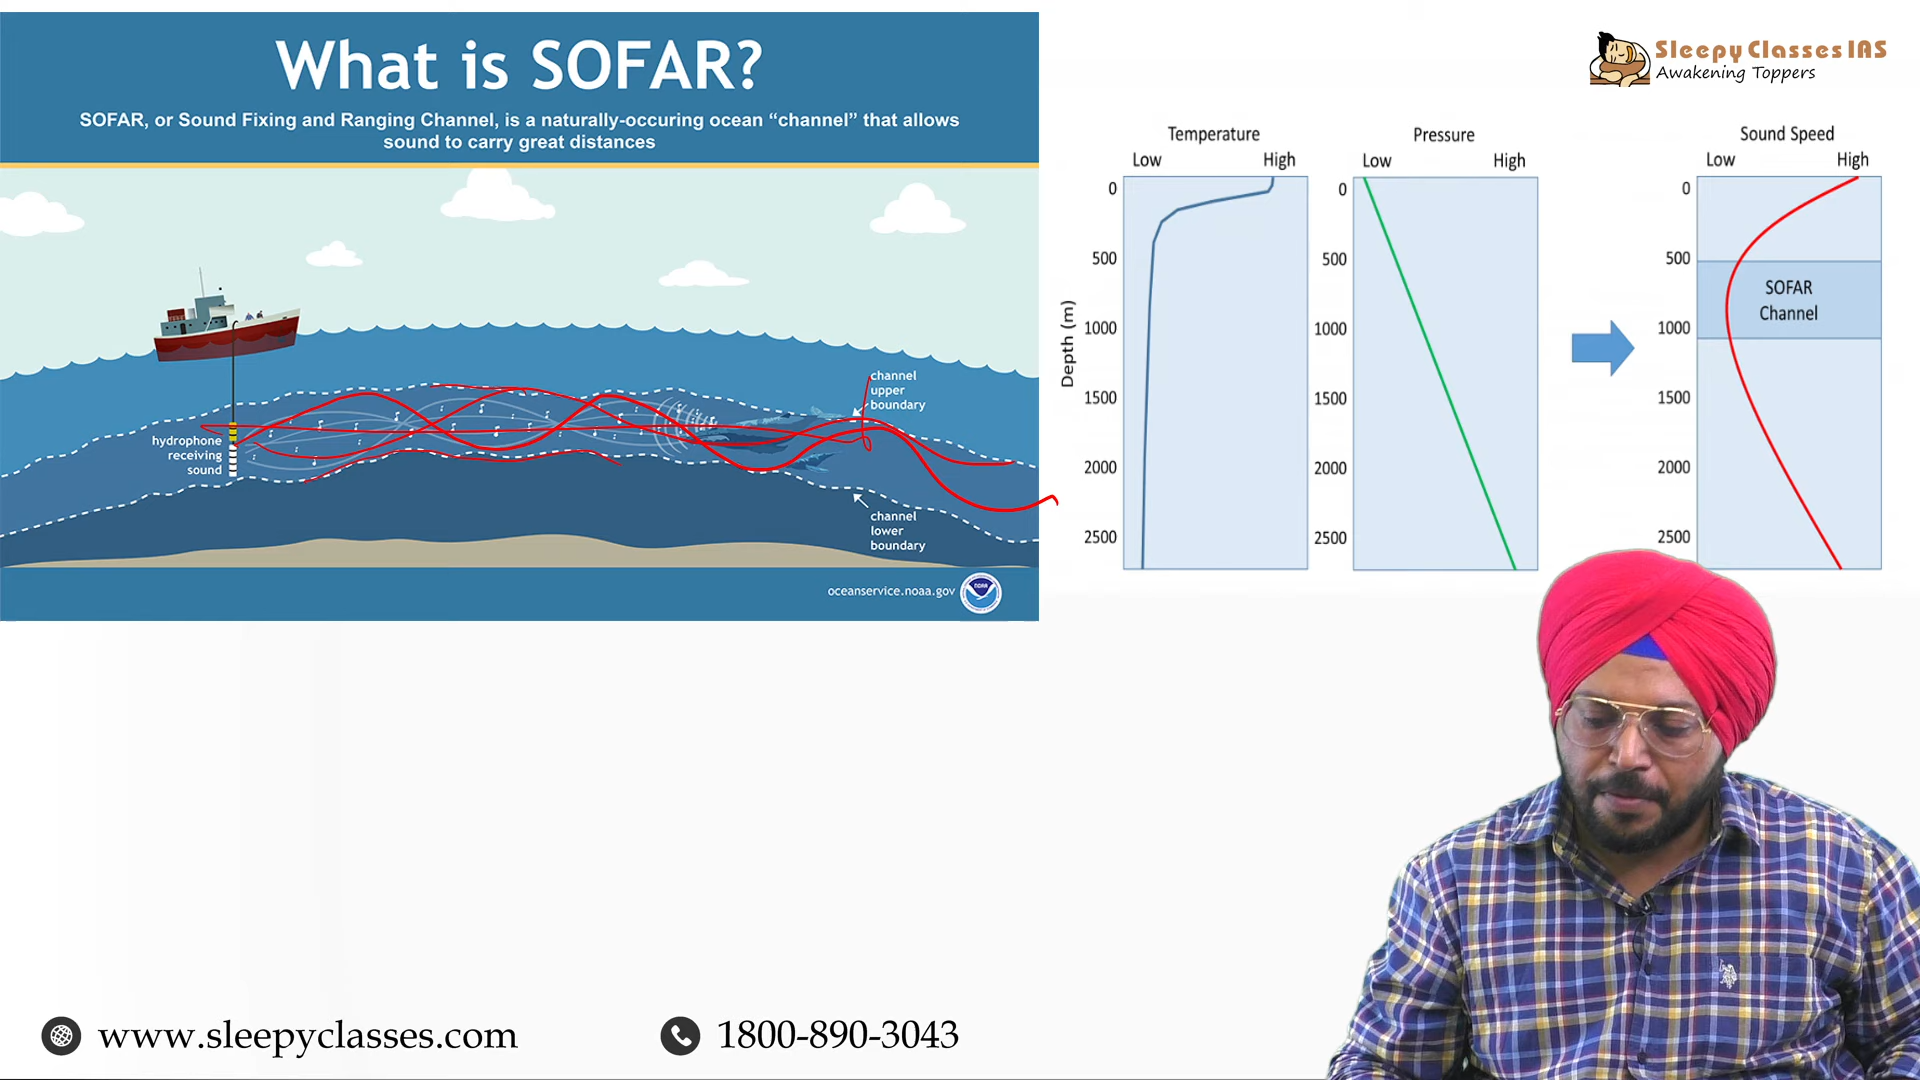 What is SOFAR?
SOFAR, or Sound Fixing and Ranging Channel, is a naturally-occuring ocean “channel” that allows
sound to carry great distances
channel
upper
boundary
hydrophone
receiving
sound
channel
lower
boundary
oceanservice.noaa.gov
NOAA
Sleepy Classes IAS
Awakening Toppers
Temperature
Low High
Pressure
Low High
Sound Speed
Low High
Depth (m)
0
500
1000
1500
2000
2500
0
500
1000
1500
2000
2500
0
500
1000
1500
2000
2500
SOFAR
Channel
www.sleepyclasses.com
1800-890-3043